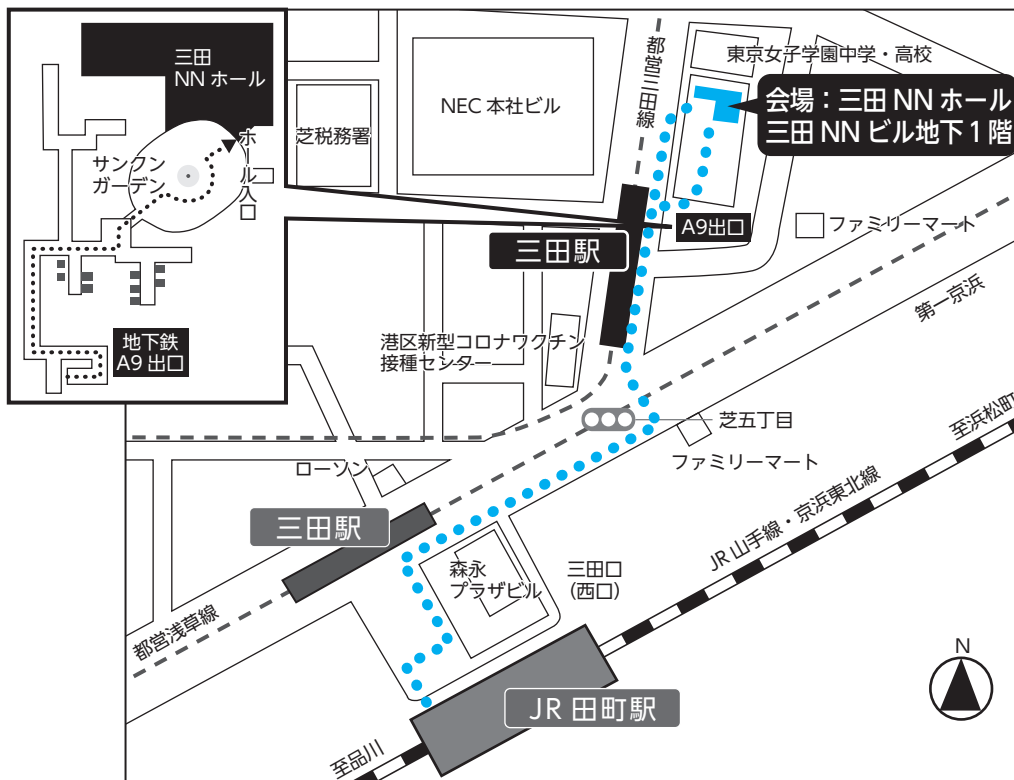 三田
NN ホール
サンクン
ガーデン
ホール入口
地下鉄
A9 出口
芝税務署
NEC 本社ビル
都営三田線
東京女子学園中学・高校
会場：三田 NN ホール
三田 NN ビル地下 1 階
A9出口
ファミリーマート
三田駅
第一京浜
港区新型コロナワクチン
接種センター
芝五丁目
ファミリーマート
至浜松町
ローソン
三田駅
JR 山手線・京浜東北線
森永
プラザビル
三田口
（西口）
都営浅草線
JR 田町駅
至品川
N